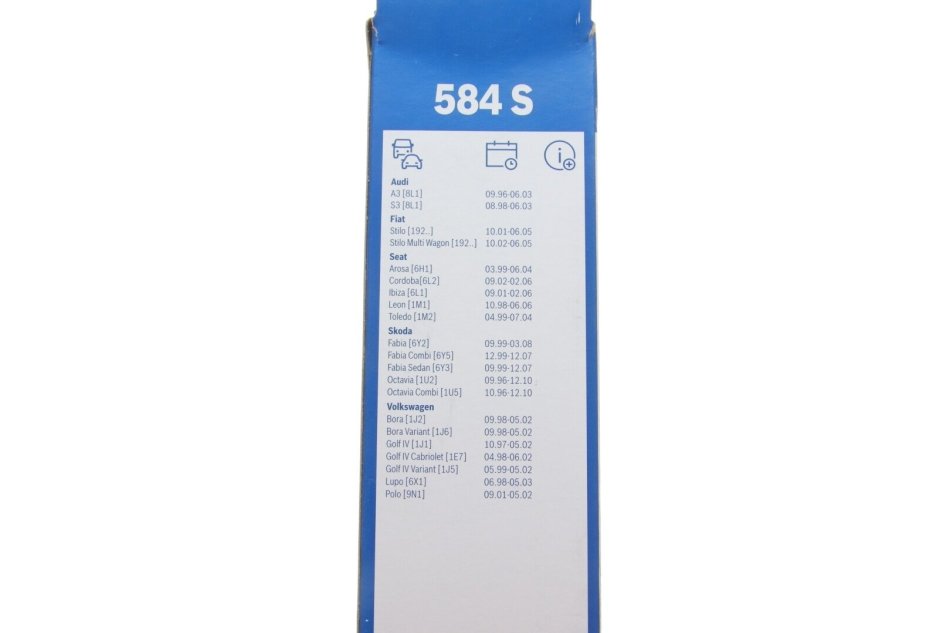 584 S
Audi
A3 [8L1] 09.96-06.03
S3 [8L1] 08.98-06.03
Fiat
Stilo [192..] 10.01-06.05
Stilo Multi Wagon [192..] 10.02-06.05
Seat
Arosa [6H1] 03.99-06.04
Cordoba[6L2] 09.02-02.06
Ibiza [6L1] 09.01-02.06
Leon [1M1] 10.98-06.06
Toledo [1M2] 04.99-07.04
Skoda
Fabia [6Y2] 09.99-03.08
Fabia Combi [6Y5] 12.99-12.07
Fabia Sedan [6Y3] 09.99-12.07
Octavia [1U2] 09.96-12.10
Octavia Combi [1U5] 10.96-12.10
Volkswagen
Bora [1J2] 09.98-05.02
Bora Variant [1J6] 09.98-05.02
Golf IV [1J1] 10.97-05.02
Golf IV Cabriolet [1E7] 04.98-06.02
Golf IV Variant [1J5] 05.99-05.02
Lupo [6X1] 06.98-05.03
Polo [9N1] 09.01-05.02